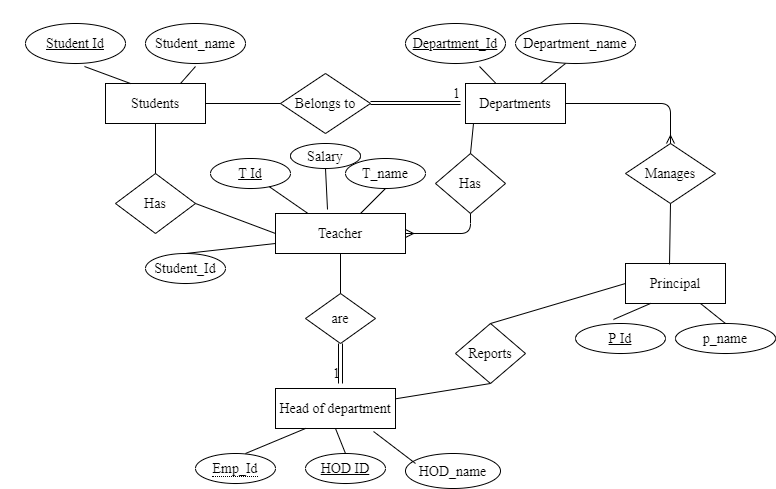 Student Id
Student_name
Department_Id
Department_name
Students
Belongs to
1
Departments
Salary
T Id
T_name
Has
Manages
Has
Teacher
Student_Id
Principal
are
P Id
p_name
Reports
1
Head of department
Emp_Id
HOD ID
HOD_name